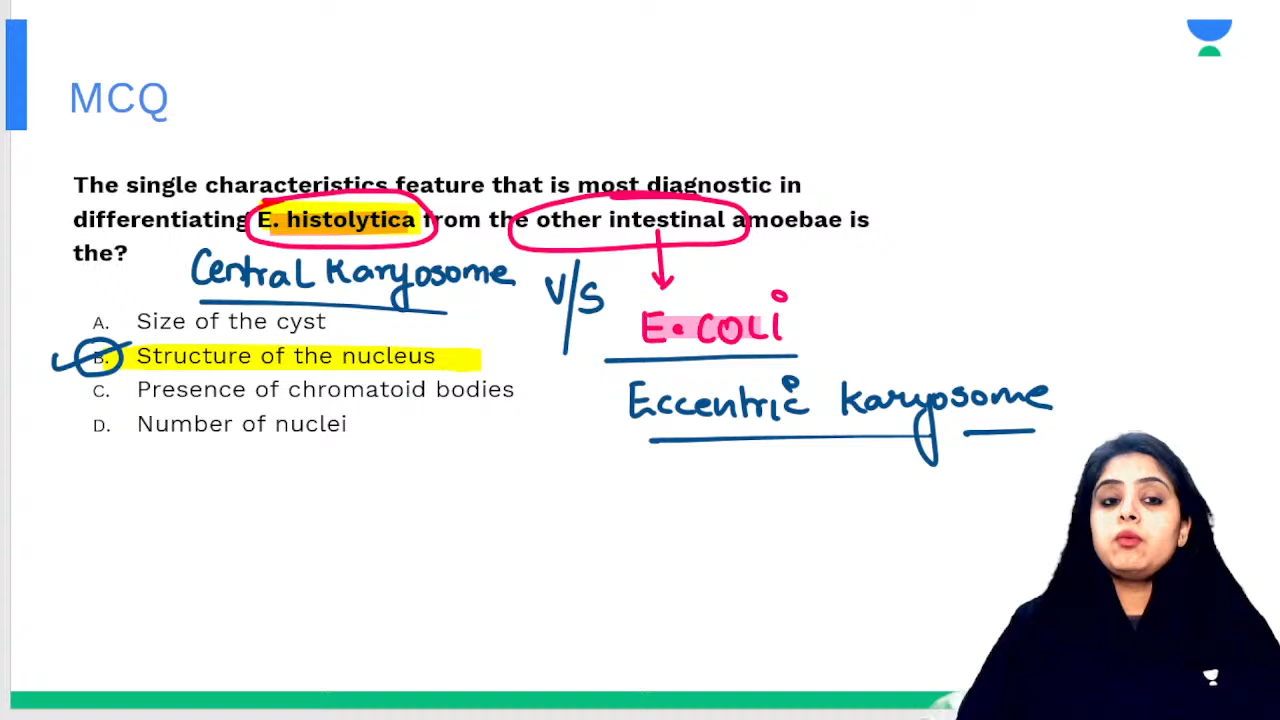 MCQ
The single characteristics feature that is most diagnostic in
differentiating E. histolytica from the other intestinal amoebae is
the?
Central Karyosome
V/S
E. COLi
A. Size of the cyst
B. Structure of the nucleus
C. Presence of chromatoid bodies
D. Number of nuclei
Eccentric karyosome